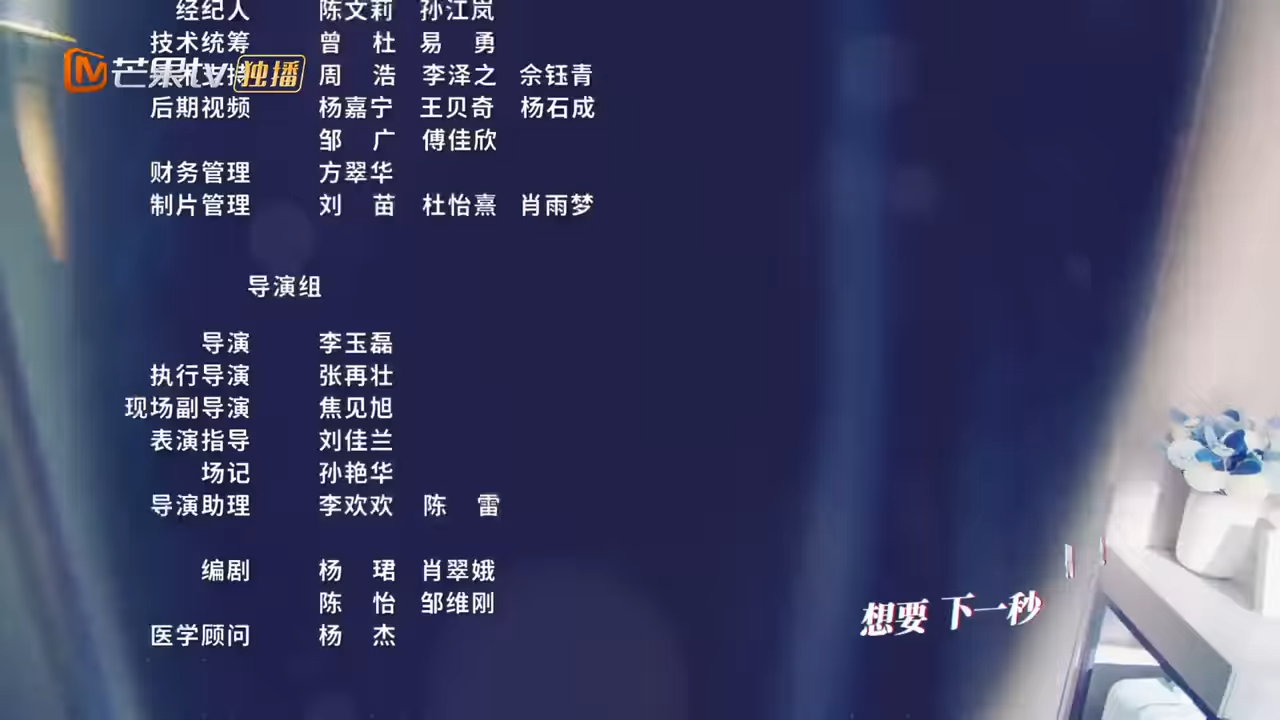 经纪人 陈文莉 孙江岚
技术统筹 曾 杜 易 勇
芒果tv 独播
持 周 浩 李泽之 佘钰青
后期视频 杨嘉宁 王贝奇 杨石成
邹 广 傅佳欣
财务管理 方翠华
制片管理 刘 苗 杜怡熹 肖雨梦
导演组
导演 李玉磊
执行导演 张再壮
现场副导演 焦见旭
表演指导 刘佳兰
场记 孙艳华
导演助理 李欢欢 陈 雷
编剧 杨 珺 肖翠娥
陈 怡 邹维刚
医学顾问 杨 杰
想要 下一秒